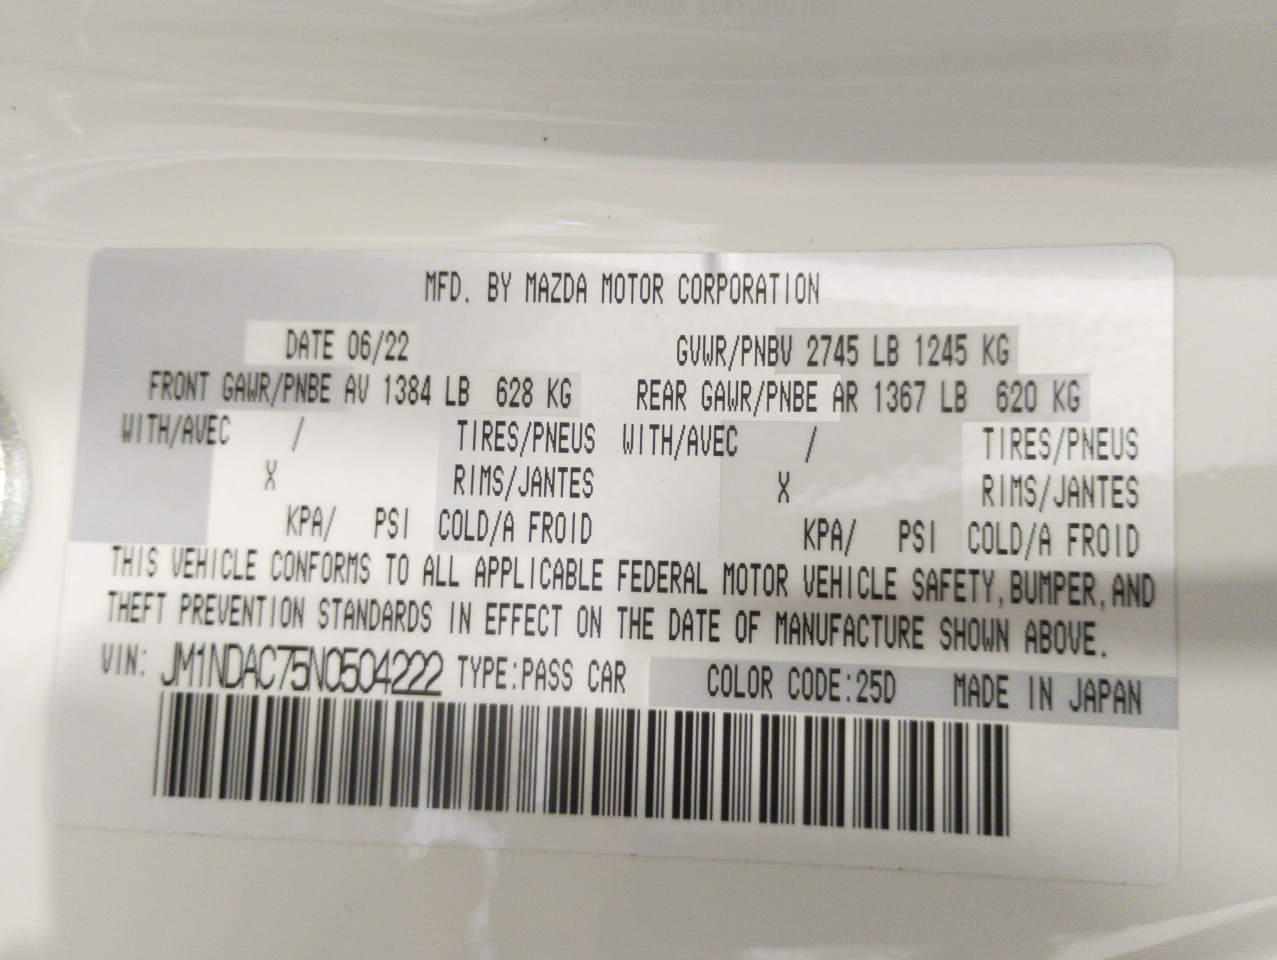 MFD. BY MAZDA MOTOR CORPORATION
DATE 06/22 GVWR/PNBV 2745 LB 1245 KG
FRONT GAWR/PNBE AV 1384 LB 628 KG REAR GAWR/PNBE AR 1367 LB 620 KG
WITH/AVEC / TIRES/PNEUS WITH/AVEC / TIRES/PNEUS
X RIMS/JANTES X RIMS/JANTES
KPA/ PSI COLD/A FROID KPA/ PSI COLD/A FROID
THIS VEHICLE CONFORMS TO ALL APPLICABLE FEDERAL MOTOR VEHICLE SAFETY, BUMPER, AND
THEFT PREVENTION STANDARDS IN EFFECT ON THE DATE OF MANUFACTURE SHOWN ABOVE.
VIN: JM1NDAC75N0504222 TYPE:PASS CAR COLOR CODE:25D MADE IN JAPAN